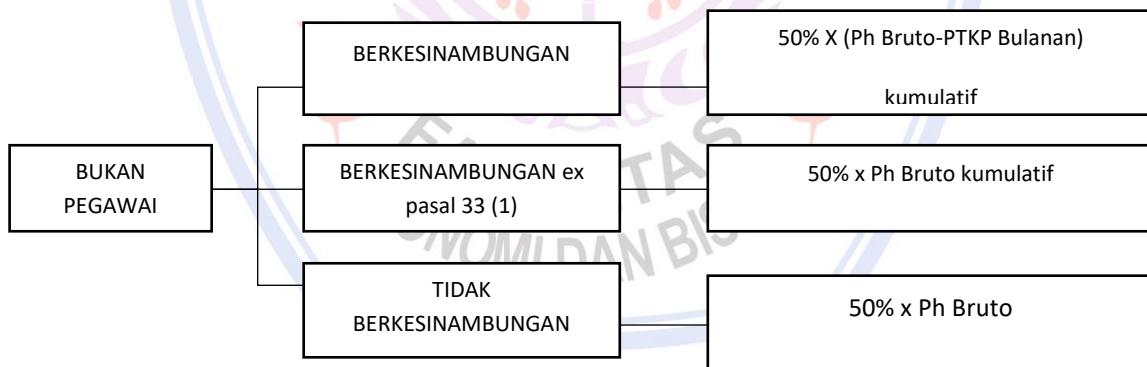 BERKESINAMBUNGAN
50% X (Ph Bruto-PTKP Bulanan)
kumulatif
BUKAN
PEGAWAI
BERKESINAMBUNGAN ex
pasal 33 (1)
50% x Ph Bruto kumulatif
TIDAK
BERKESINAMBUNGAN
50% x Ph Bruto